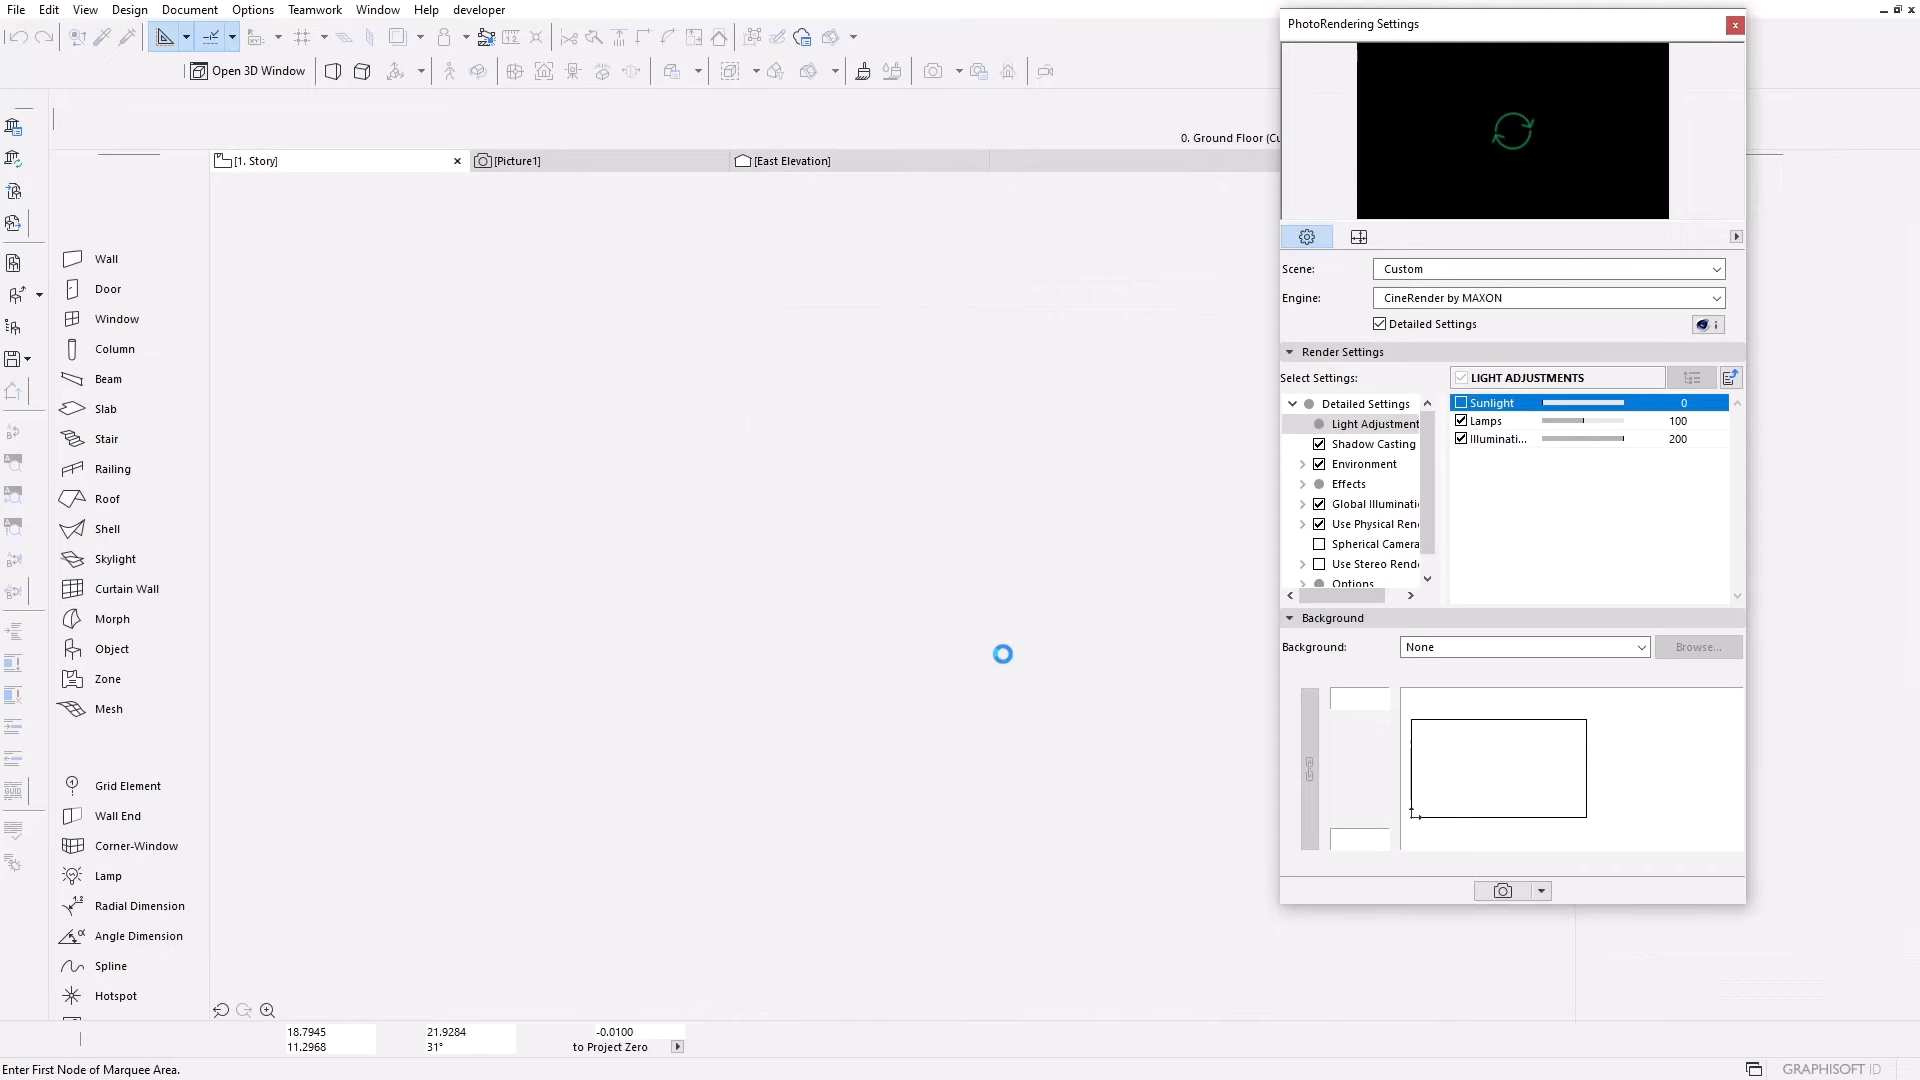 File Edit View Design Document Options Teamwork Window Help developer
Open 3D Window
PhotoRendering Settings
0. Ground Floor (Cu
[1. Story]
[Picture1]
[East Elevation]
Wall
Door
Window
Column
Beam
Slab
Stair
Railing
Roof
Shell
Skylight
Curtain Wall
Morph
Object
Zone
Mesh
Grid Element
Wall End
Corner-Window
Lamp
Radial Dimension
Angle Dimension
Spline
Hotspot
Scene: Custom
Engine: CineRender by MAXON
Detailed Settings
Render Settings
Select Settings:
LIGHT ADJUSTMENTS
Detailed Settings
Light Adjustment
Shadow Casting
Environment
Effects
Global Illuminati
Use Physical Ren
Spherical Camera
Use Stereo Rend
Options
Sunlight 0
Lamps 100
Illuminati... 200
Background
Background: None Browse...
18.7945 21.9284 -0.0100
11.2968 31° to Project Zero
Enter First Node of Marquee Area.
GRAPHISOFT ID